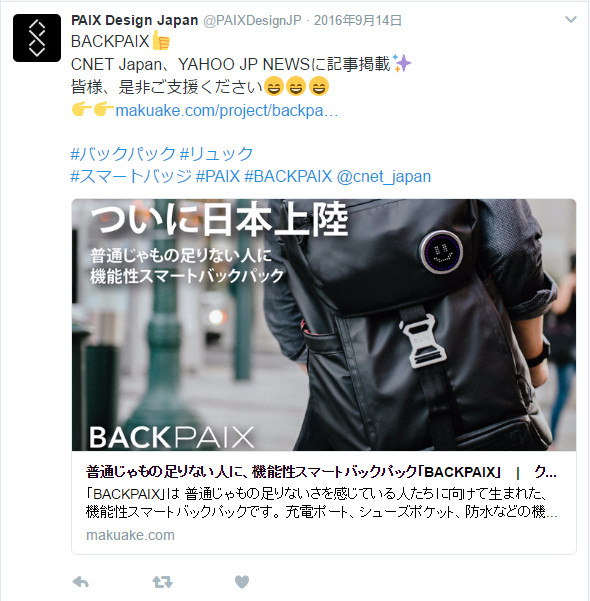 PAIX Design Japan @PAIXDesignJP · 2016年9月14日
BACKPAIX👍
CNET Japan、YAHOO JP NEWSに記事掲載✨
皆様、是非ご支援ください😄😄😄
👉👉makuake.com/project/backpa…
#バックパック #リュック
#スマートバッジ #PAIX #BACKPAIX @cnet_japan
ついに日本上陸
普通じゃもの足りない人に
機能性スマートバックパック
BACKPAIX
普通じゃもの足りない人に、機能性スマートバックパック「BACKPAIX」 | ク...
「BACKPAIX」は 普通じゃもの足りなさを感じている人たちに向けて生まれた、
機能性スマートバックパックです。 充電ポート、シューズポケット、防水などの機...
makuake.com